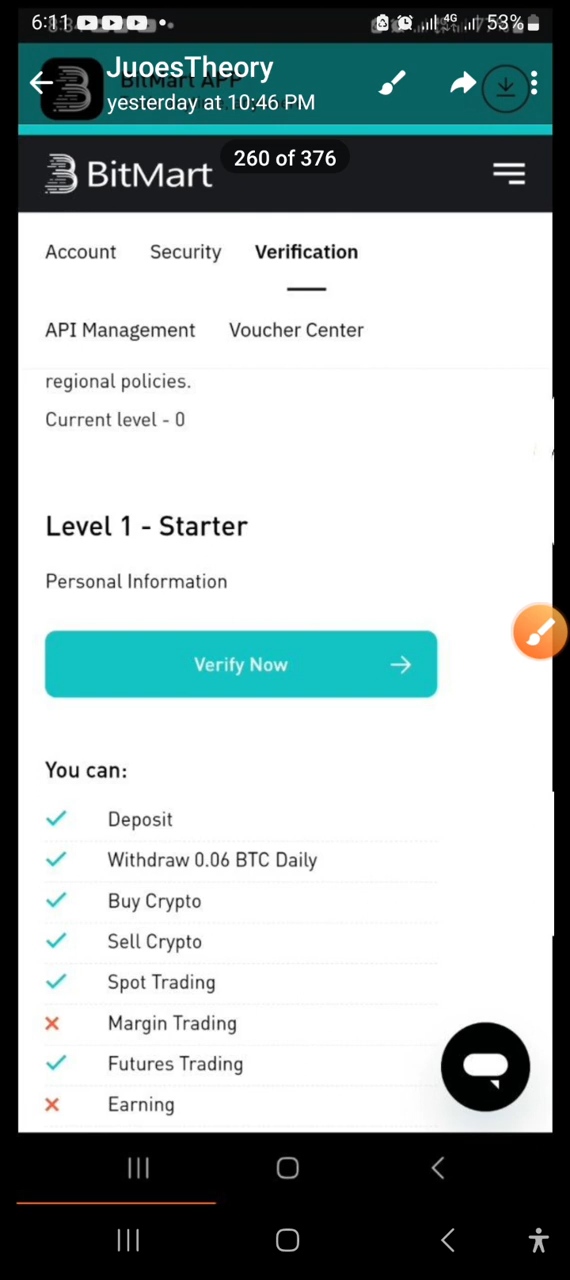 6:11
4G
53%
JuoesTheory
yesterday at 10:46 PM
260 of 376
BitMart
Account Security Verification
API Management Voucher Center
regional policies.
Current level - 0
Level 1 - Starter
Personal Information
Verify Now
You can:
Deposit
Withdraw 0.06 BTC Daily
Buy Crypto
Sell Crypto
Spot Trading
Margin Trading
Futures Trading
Earning